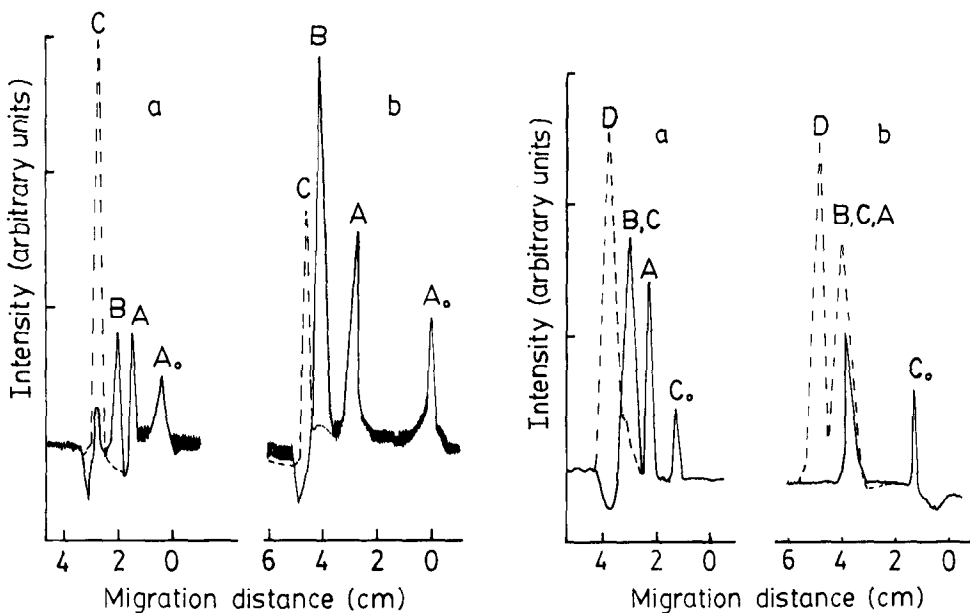 Intensity (arbitrary units)
C
a
B
A
A₀
B
b
C
A
A₀
4 2 0
6 4 2 0
Migration distance (cm)
Intensity (arbitrary units)
D
a
B,C
A
C₀
D
b
B,C,A
C₀
4 2 0
6 4 2 0
Migration distance (cm)